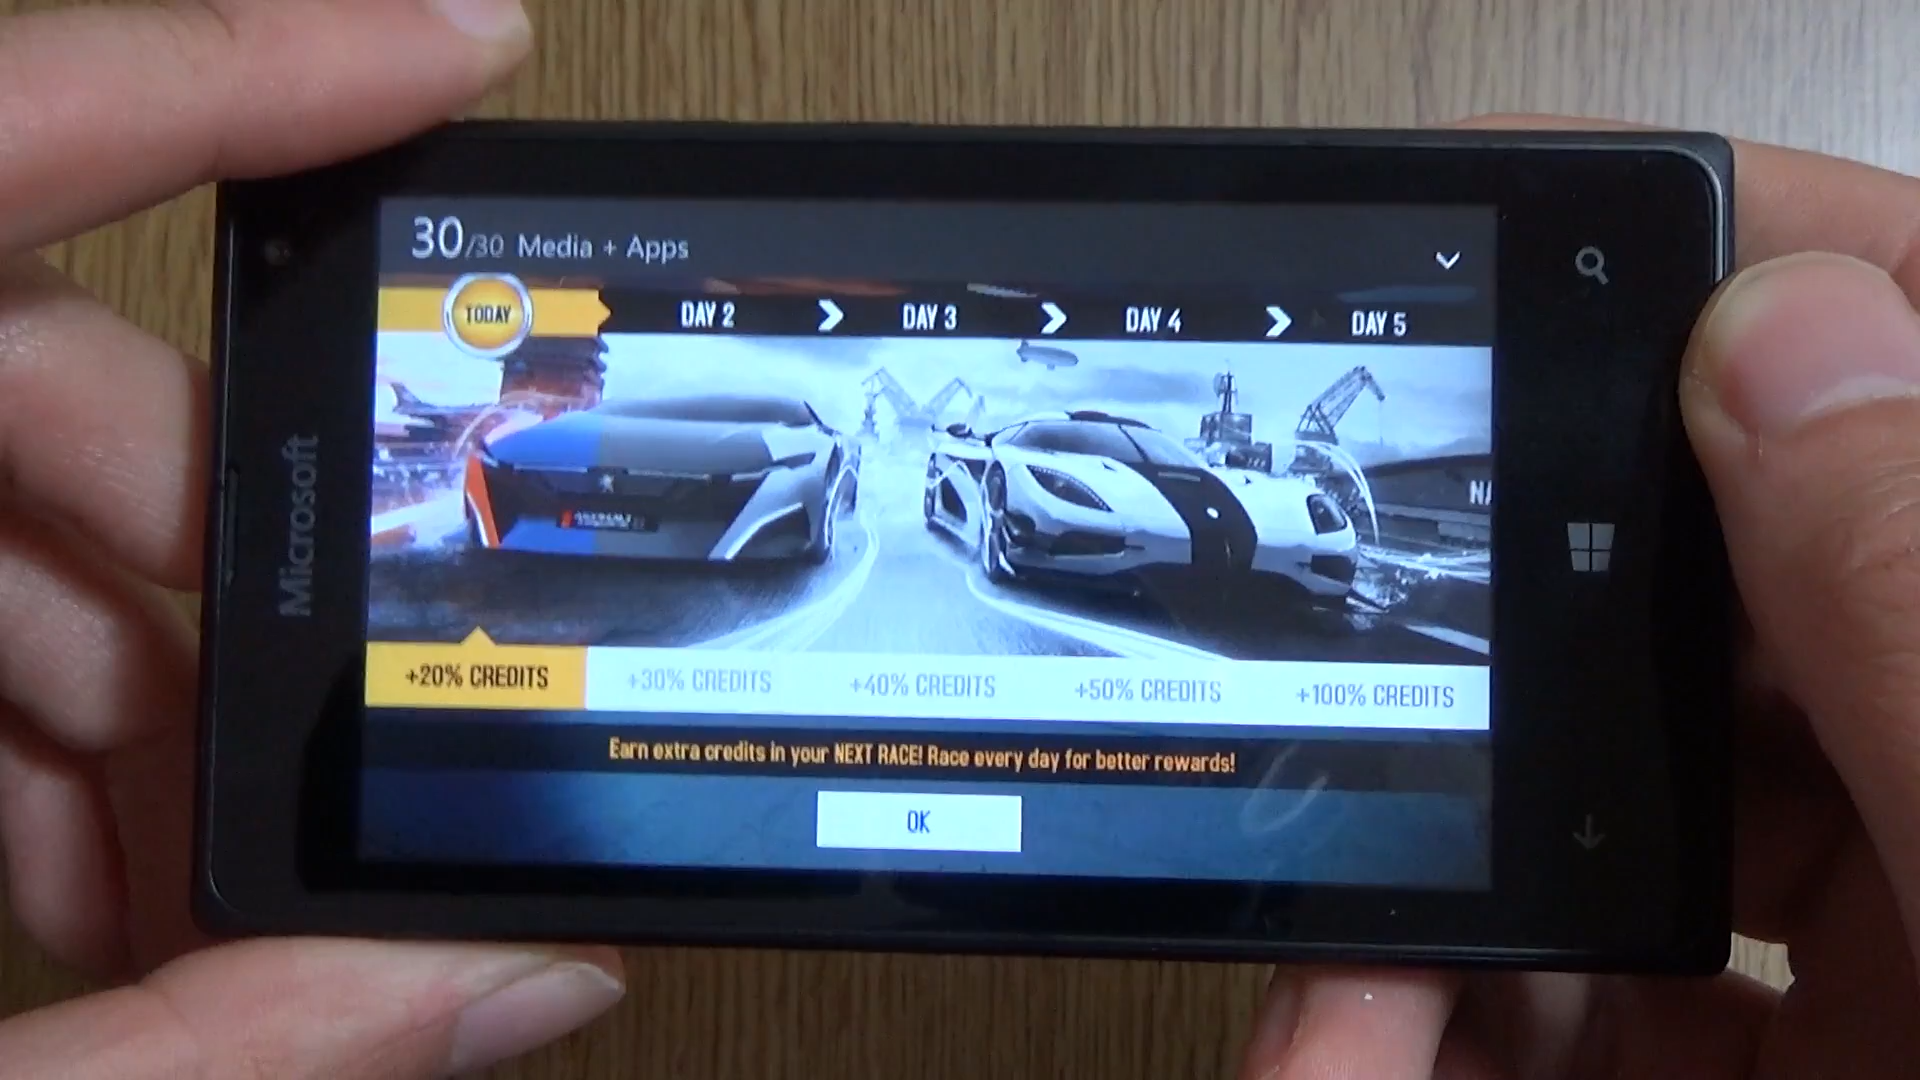 Microsoft
30/30 Media + Apps
TODAY DAY 2 DAY 3 DAY 4 DAY 5
ASPHALT
+20% CREDITS +30% CREDITS +40% CREDITS +50% CREDITS +100% CREDITS
Earn extra credits in your NEXT RACE! Race every day for better rewards!
OK